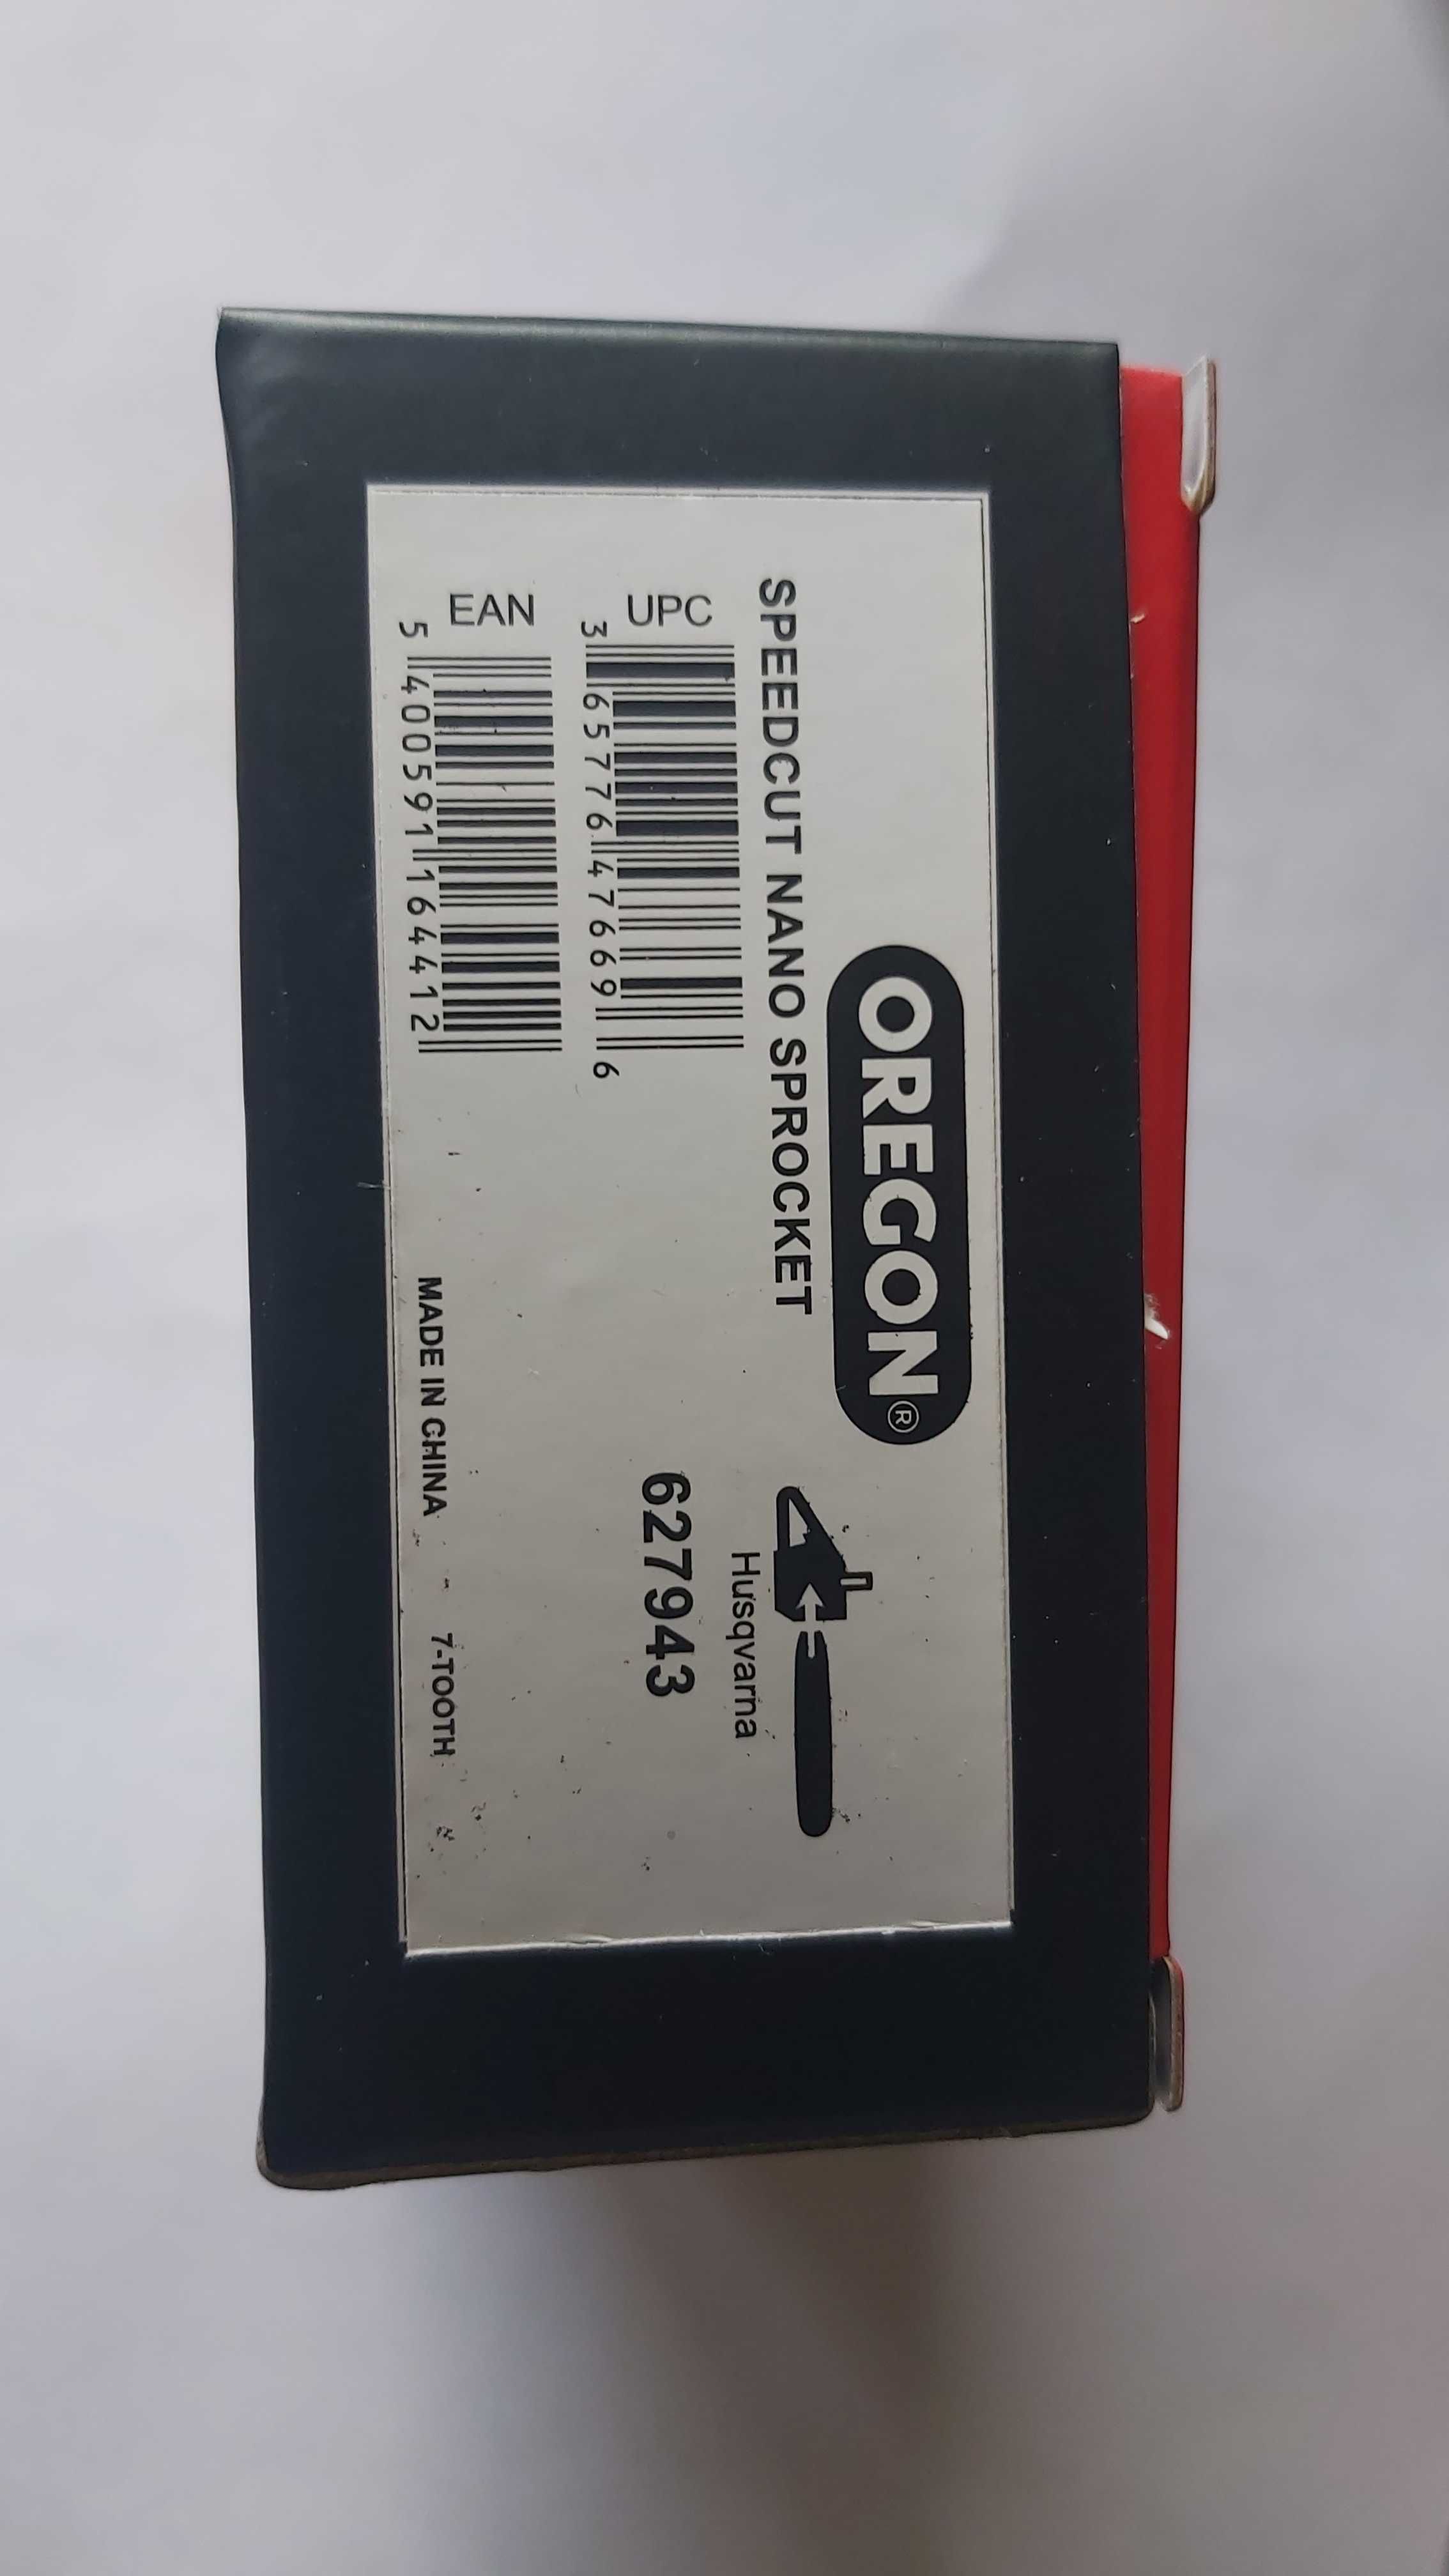 OREGON®
SPEEDCUT NANO SPROCKET
Husqvarna
UPC
3 65776 47669 6
627943
EAN
5 400591 164412
MADE IN CHINA
7-TOOTH